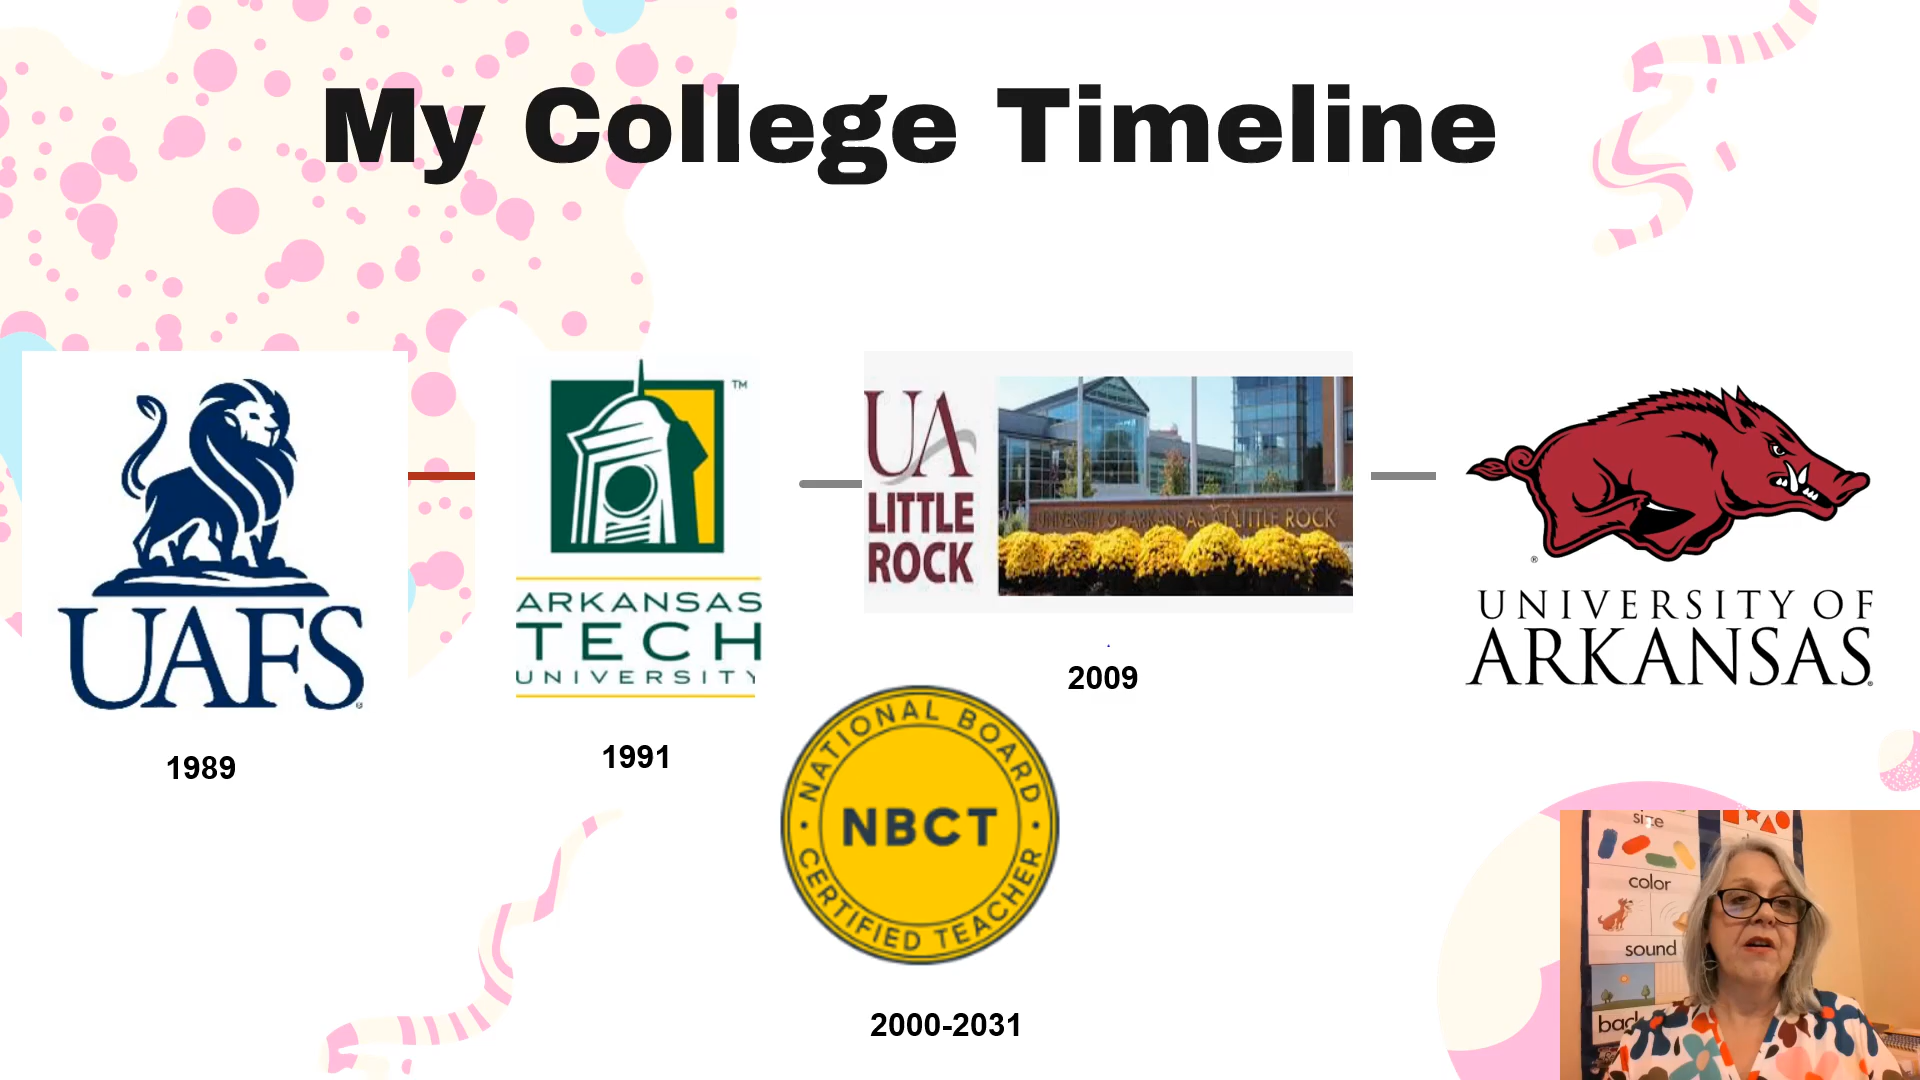 My College Timeline
UAFS
®
1989
TM
ARKANSAS
TECH
UNIVERSITY
1991
UA
LITTLE
ROCK
UNIVERSITY OF ARKANSAS AT LITTLE ROCK
2009
®
UNIVERSITY OF
ARKANSAS
NATIONAL BOARD
NBCT
CERTIFIED TEACHER
2000-2031
size
color
sound